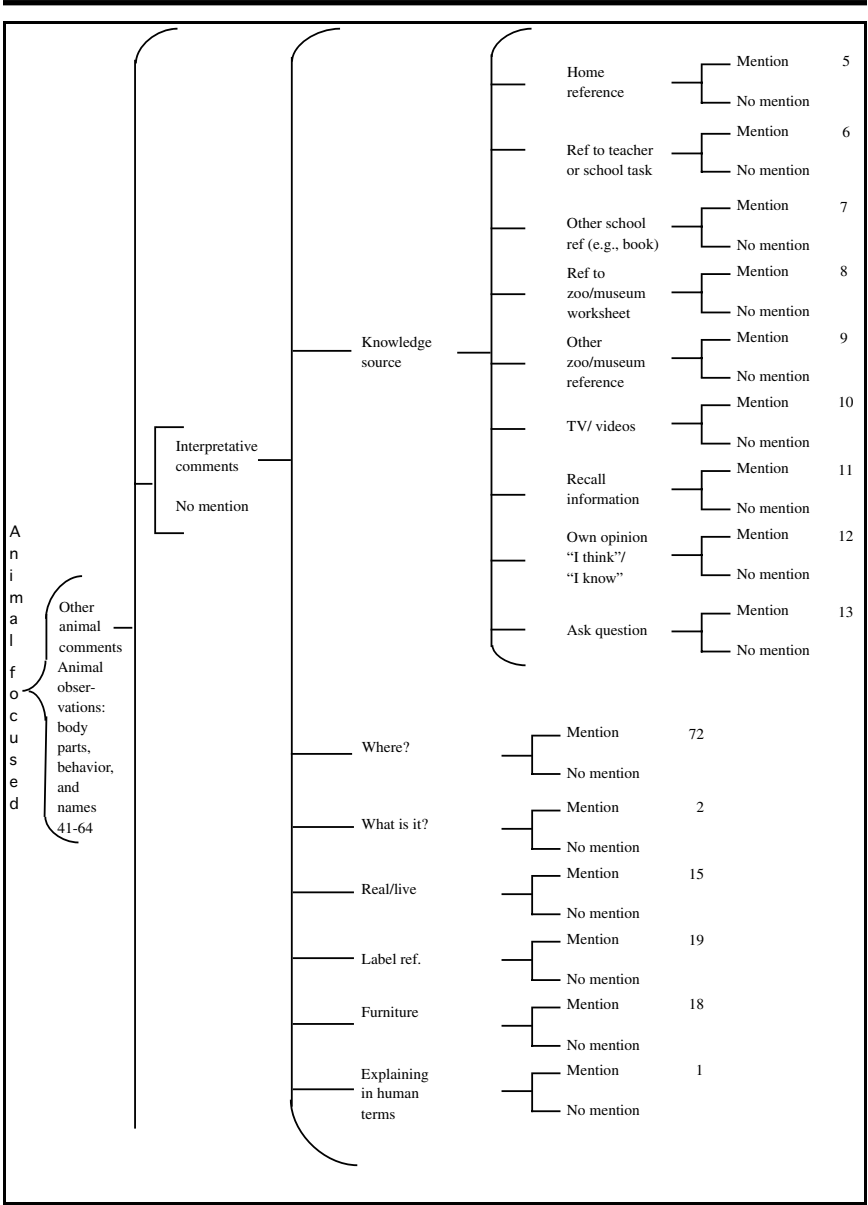 Animal focused
Other
animal
comments
Animal
obser-
vations:
body
parts,
behavior,
and
names
41-64
Interpretative
comments
No mention
Knowledge
source
Home
reference
Mention 5
No mention
Ref to teacher
or school task
Mention 6
No mention
Other school
ref (e.g., book)
Mention 7
No mention
Ref to
zoo/museum
worksheet
Mention 8
No mention
Other
zoo/museum
reference
Mention 9
No mention
TV/ videos
Mention 10
No mention
Recall
information
Mention 11
No mention
Own opinion
“I think”/
“I know”
Mention 12
No mention
Ask question
Mention 13
No mention
Where?
Mention 72
No mention
What is it?
Mention 2
No mention
Real/live
Mention 15
No mention
Label ref.
Mention 19
No mention
Furniture
Mention 18
No mention
Explaining
in human
terms
Mention 1
No mention